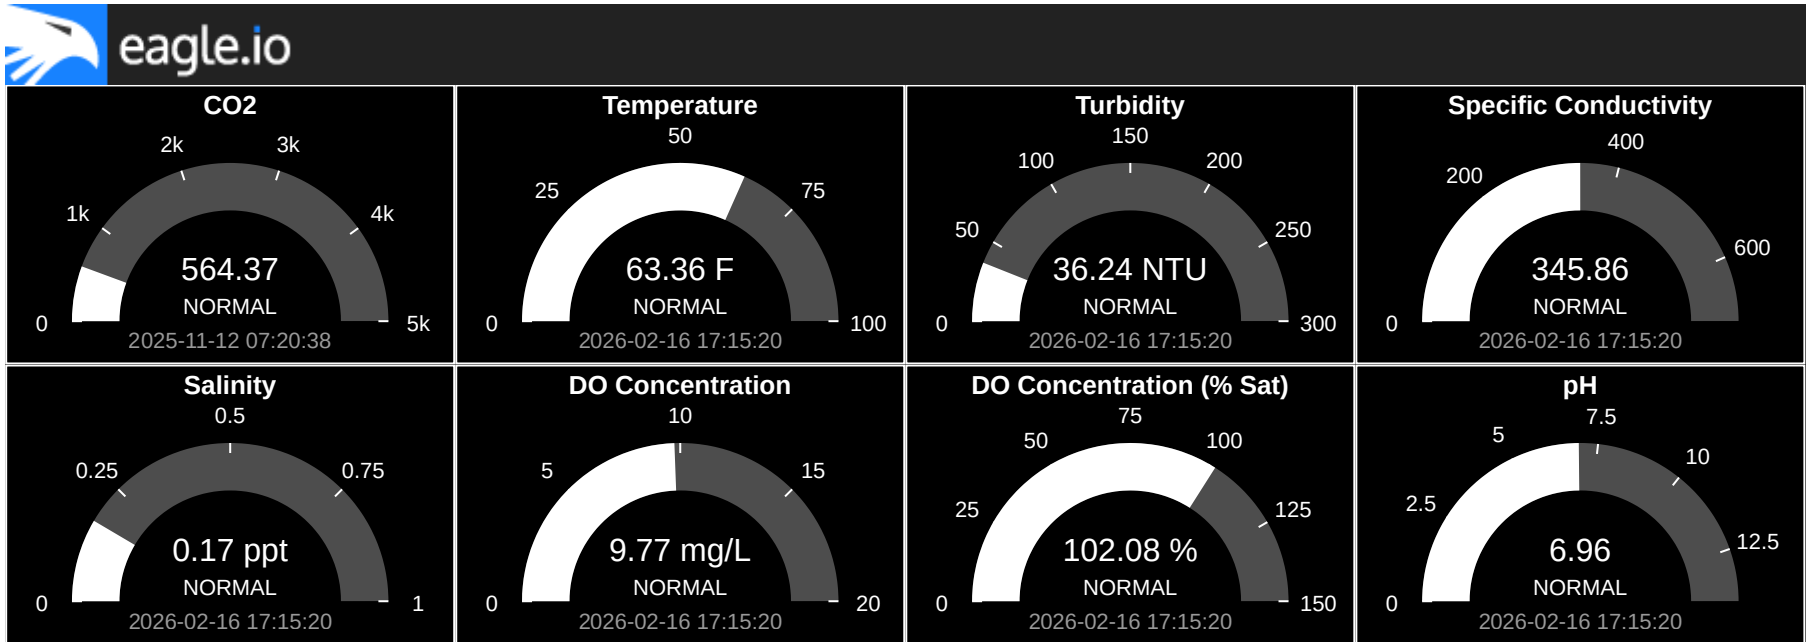 eagle.io
CO2
2k
3k
1k
4k
0
5k
564.37
NORMAL
2025-11-12 07:20:38
Temperature
50
25
75
0
100
63.36 F
NORMAL
2026-02-16 17:15:20
Turbidity
150
100
200
50
250
0
300
36.24 NTU
NORMAL
2026-02-16 17:15:20
Specific Conductivity
400
200
600
0
345.86
NORMAL
2026-02-16 17:15:20
Salinity
0.5
0.25
0.75
0
1
0.17 ppt
NORMAL
2026-02-16 17:15:20
DO Concentration
10
5
15
0
20
9.77 mg/L
NORMAL
2026-02-16 17:15:20
DO Concentration (% Sat)
75
50
100
25
125
0
150
102.08 %
NORMAL
2026-02-16 17:15:20
pH
7.5
5
10
2.5
12.5
0
6.96
NORMAL
2026-02-16 17:15:20